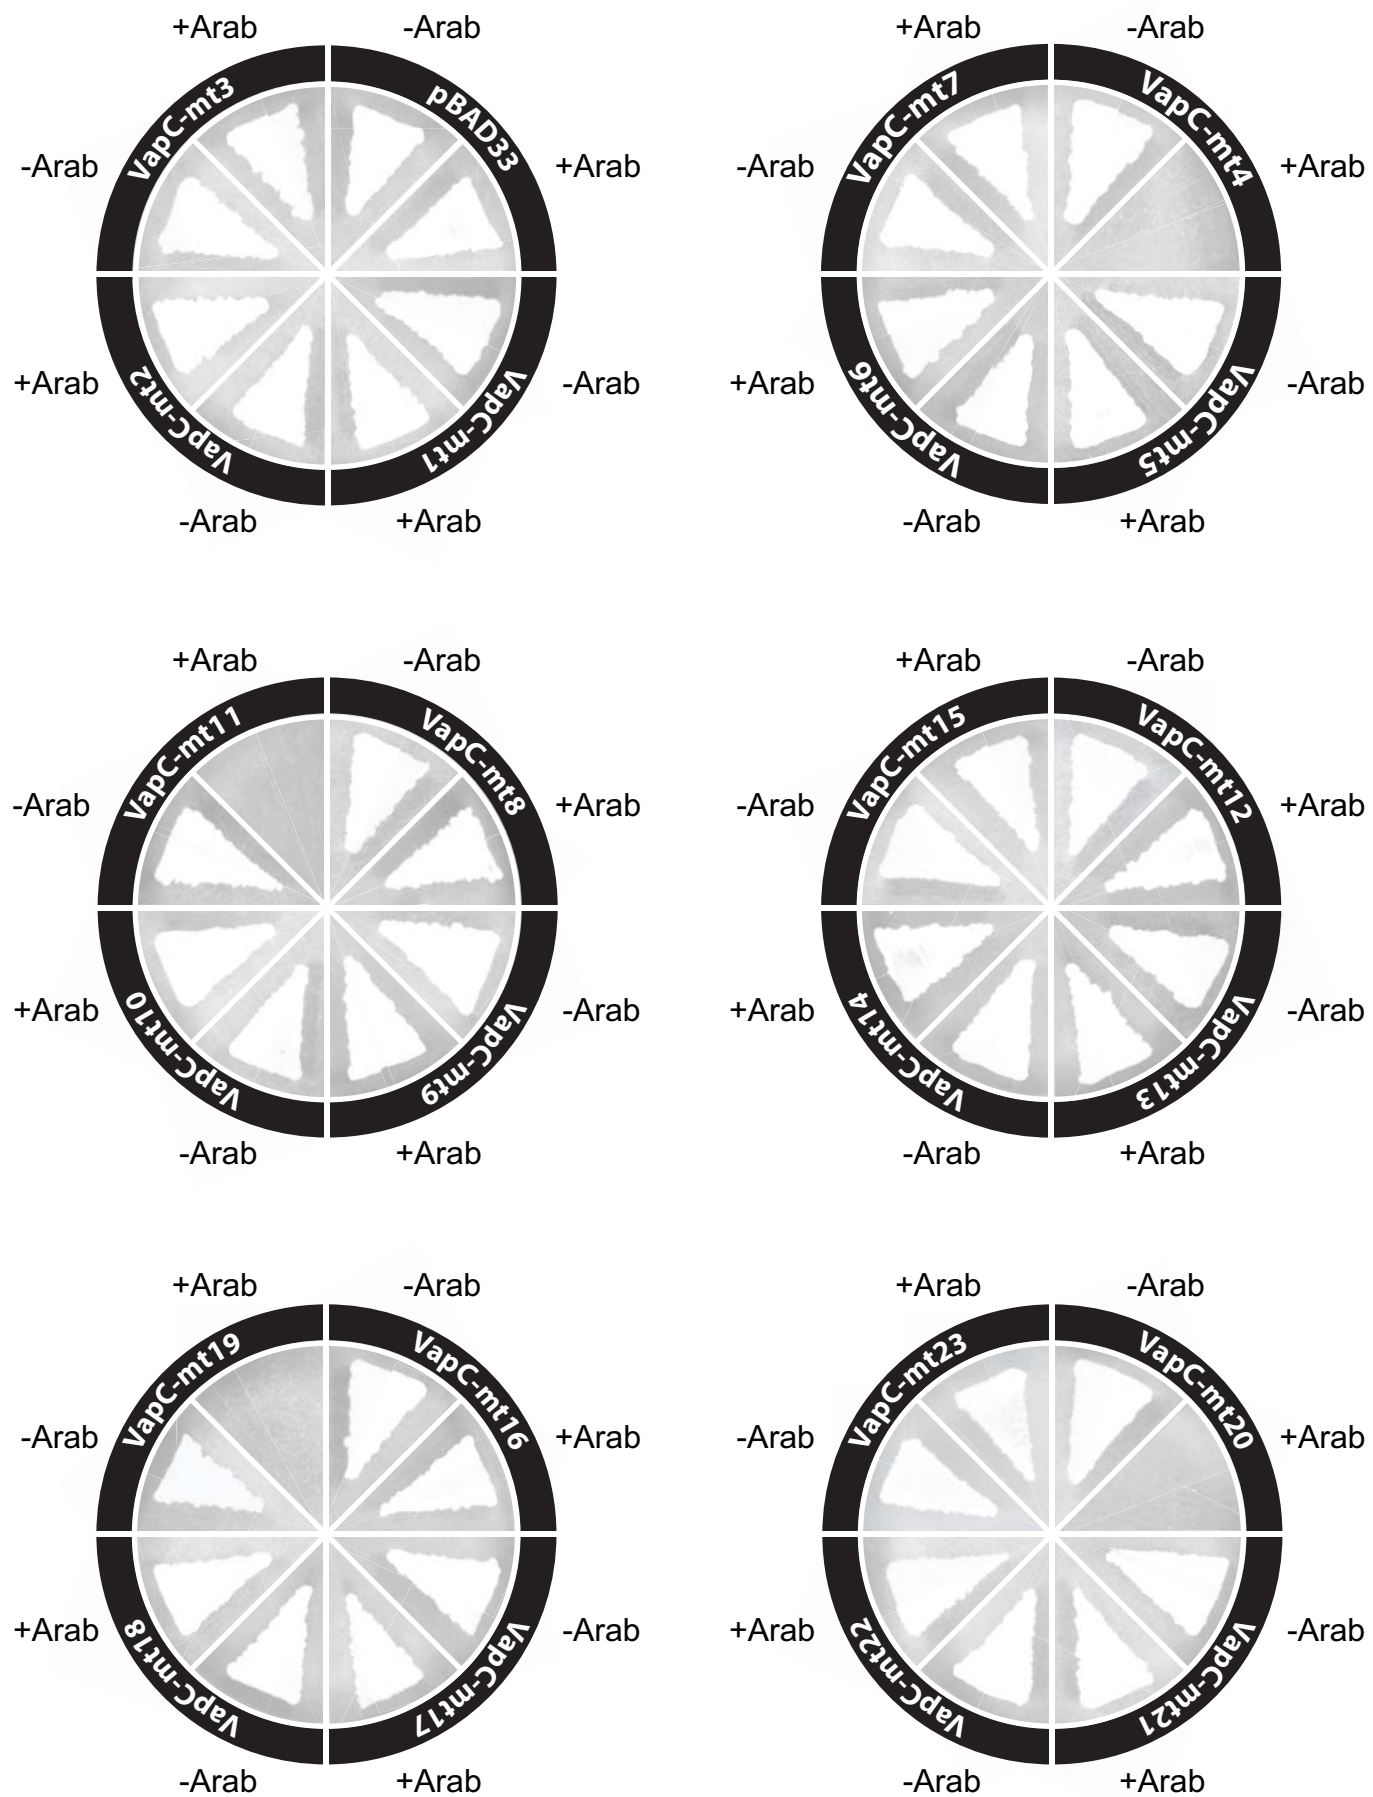 +Arab
-Arab
+Arab
-Arab
VapC-mt3
pBAD33
VapC-mt7
VapC-mt4
-Arab
+Arab
-Arab
+Arab
+Arab
-Arab
+Arab
-Arab
VapC-mt2
VapC-mt1
VapC-mt6
VapC-mt5
-Arab
+Arab
-Arab
+Arab
+Arab
-Arab
+Arab
-Arab
VapC-mt11
VapC-mt8
VapC-mt15
VapC-mt12
-Arab
+Arab
-Arab
+Arab
+Arab
-Arab
+Arab
-Arab
VapC-mt10
VapC-mt9
VapC-mt14
VapC-mt13
-Arab
+Arab
-Arab
+Arab
+Arab
-Arab
+Arab
-Arab
VapC-mt19
VapC-mt16
VapC-mt23
VapC-mt20
-Arab
+Arab
-Arab
+Arab
+Arab
-Arab
+Arab
-Arab
VapC-mt18
VapC-mt17
VapC-mt22
VapC-mt21
-Arab
+Arab
-Arab
+Arab